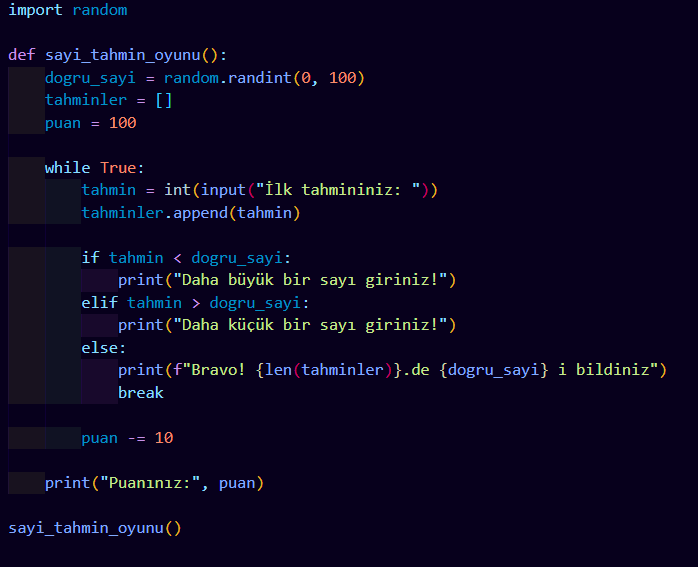 import random
def sayi_tahmin_oyunu():
dogru_sayi = random.randint(0, 100)
tahminler = []
puan = 100
while True:
tahmin = int(input("İlk tahmininiz: "))
tahminler.append(tahmin)
if tahmin < dogru_sayi:
print("Daha büyük bir sayı giriniz!")
elif tahmin > dogru_sayi:
print("Daha küçük bir sayı giriniz!")
else:
print(f"Bravo! {len(tahminler)}.de {dogru_sayi} i bildiniz")
break
puan -= 10
print("Puanınız:", puan)
sayi_tahmin_oyunu()